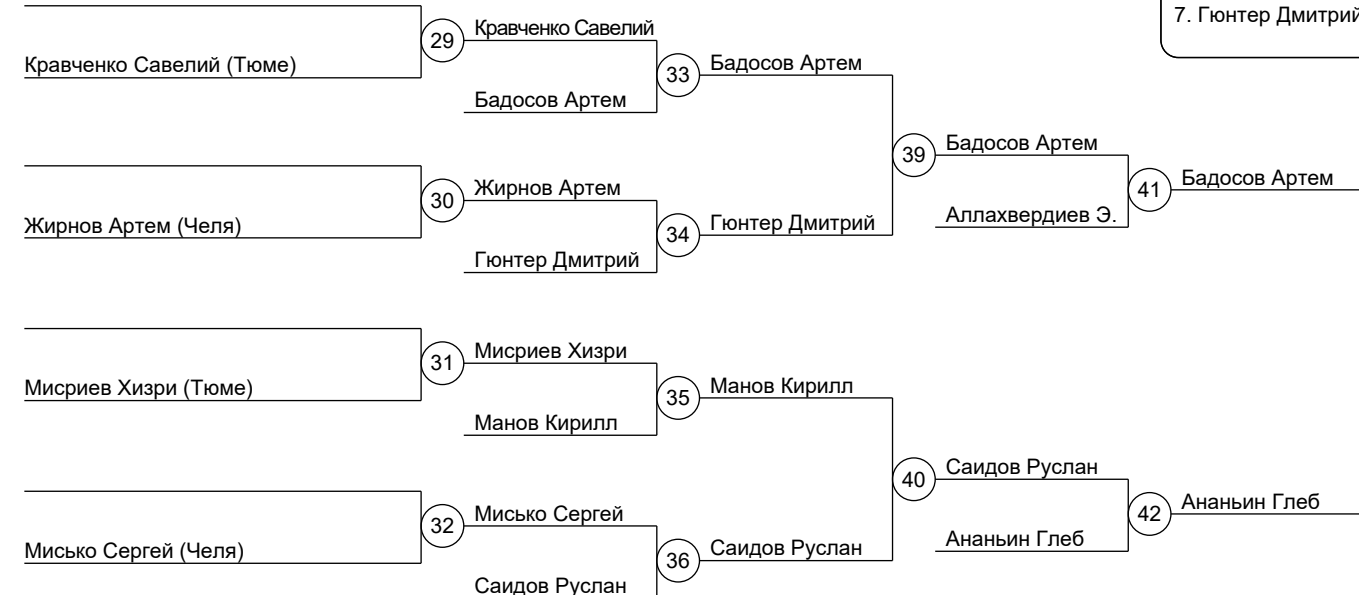 7. Гюнтер Дмитрий
29
Кравченко Савелий
Кравченко Савелий (Тюме)
33
Бадосов Артем
Бадосов Артем
39
Бадосов Артем
30
Жирнов Артем
41
Бадосов Артем
Жирнов Артем (Челя)
34
Гюнтер Дмитрий
Аллахвердиев Э.
Гюнтер Дмитрий
31
Мисриев Хизри
Мисриев Хизри (Тюме)
35
Манов Кирилл
Манов Кирилл
40
Саидов Руслан
32
Мисько Сергей
42
Ананьин Глеб
Мисько Сергей (Челя)
36
Саидов Руслан
Ананьин Глеб
Саидов Руслан